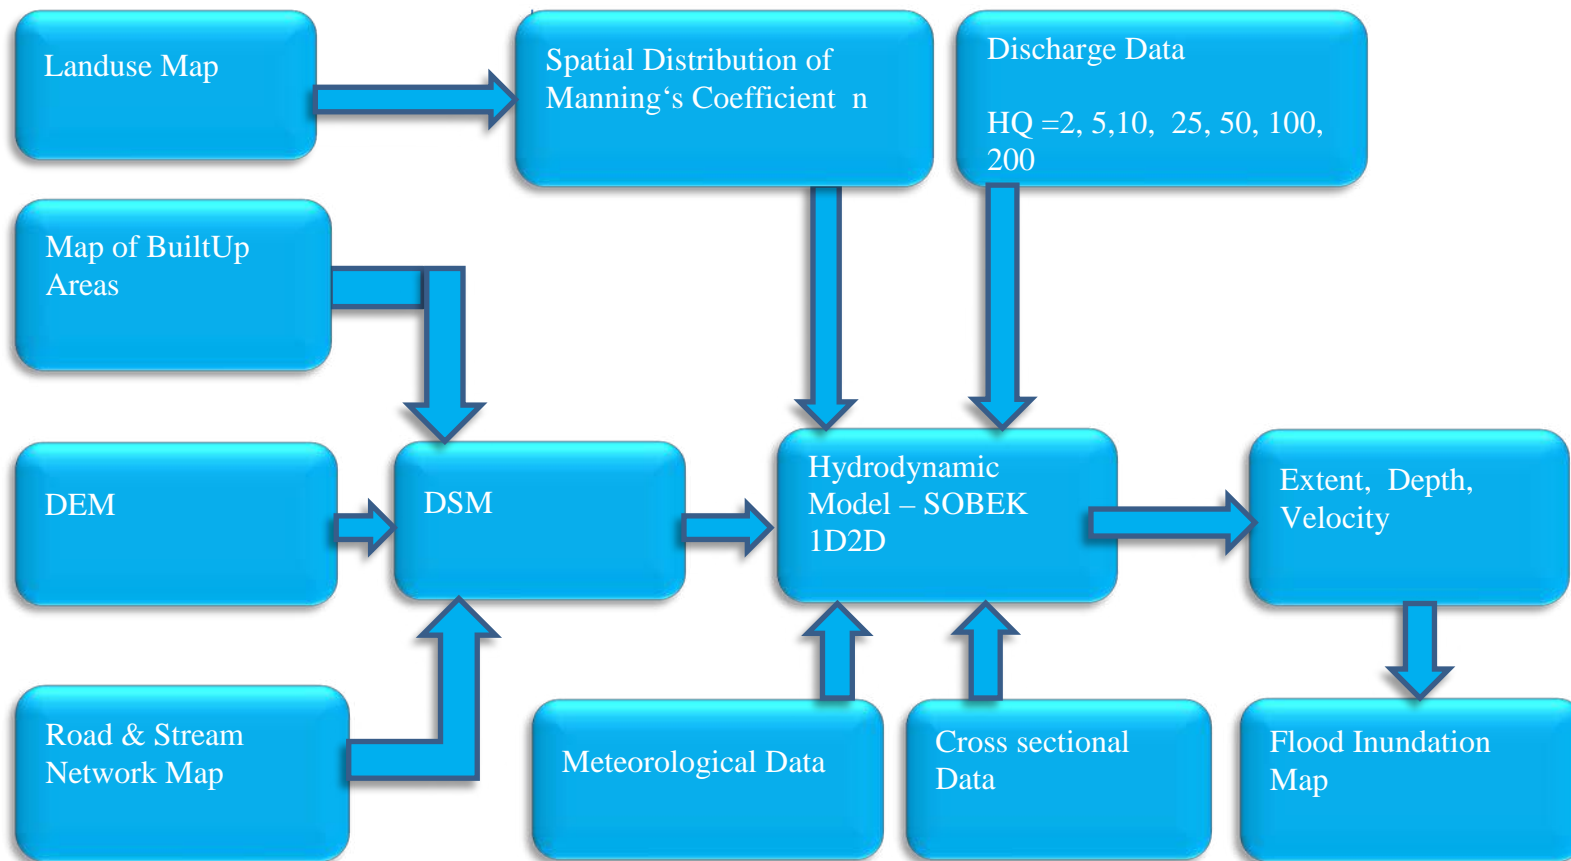 Landuse Map
Spatial Distribution of
Manning‘s Coefficient  n
Discharge Data
HQ =2, 5,10,  25, 50, 100,
200
Map of BuiltUp
Areas
DEM
DSM
Hydrodynamic
Model – SOBEK
1D2D
Extent,  Depth,
Velocity
Road & Stream
Network Map
Meteorological Data
Cross sectional
Data
Flood Inundation
Map